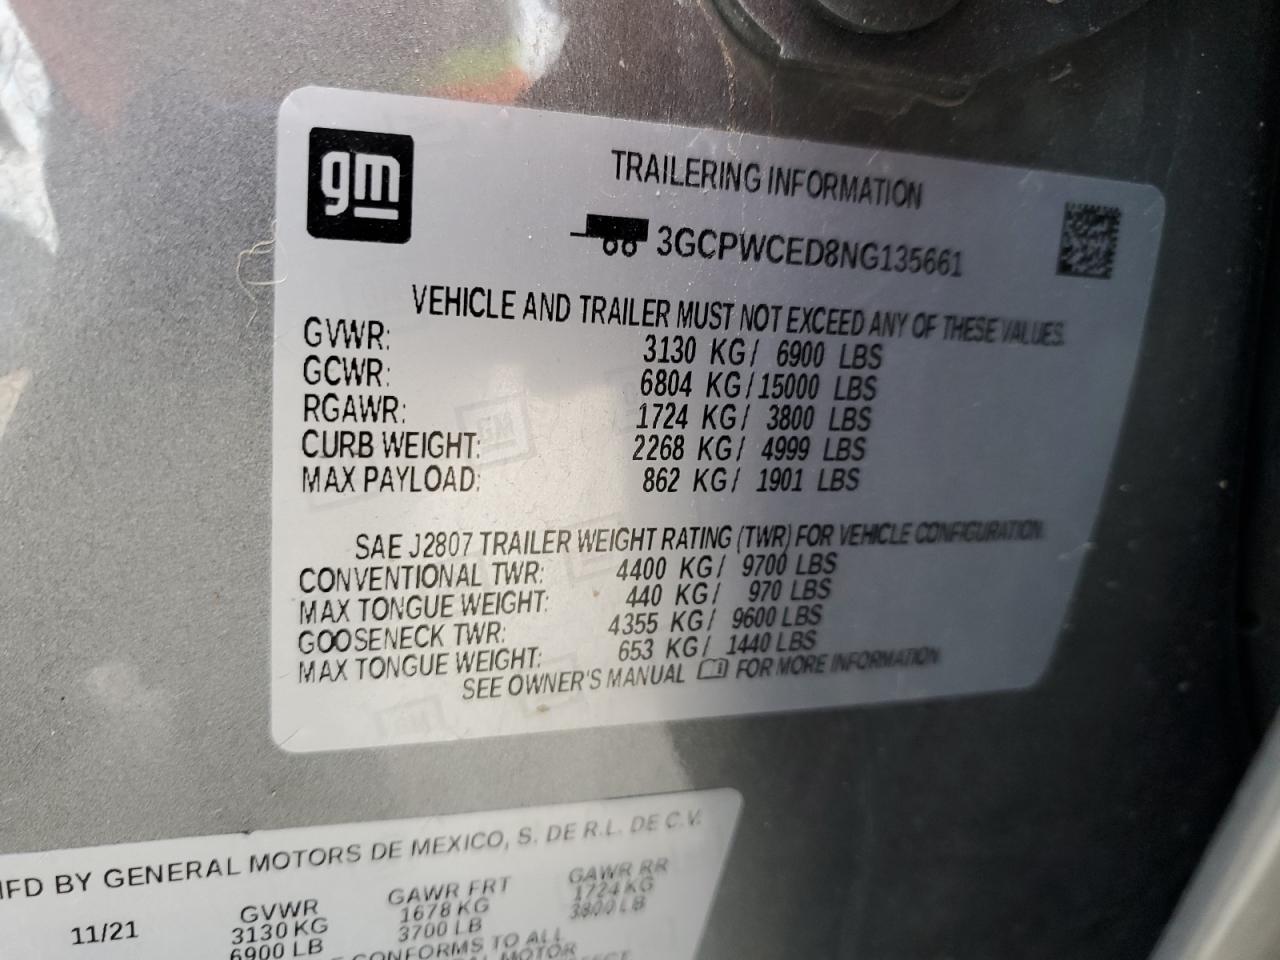 gm
TRAILERING INFORMATION
3GCPWCED8NG135661
VEHICLE AND TRAILER MUST NOT EXCEED ANY OF THESE VALUES.
GVWR: 3130 KG/ 6900 LBS
GCWR: 6804 KG/15000 LBS
RGAWR: 1724 KG/ 3800 LBS
CURB WEIGHT: 2268 KG/ 4999 LBS
MAX PAYLOAD: 862 KG/ 1901 LBS
SAE J2807 TRAILER WEIGHT RATING (TWR) FOR VEHICLE CONFIGURATION.
CONVENTIONAL TWR: 4400 KG/ 9700 LBS
MAX TONGUE WEIGHT: 440 KG/ 970 LBS
GOOSENECK TWR: 4355 KG/ 9600 LBS
MAX TONGUE WEIGHT: 653 KG/ 1440 LBS
SEE OWNER'S MANUAL FOR MORE INFORMATION
MFD BY GENERAL MOTORS DE MEXICO, S. DE R.L. DE C.V.
GVWR GAWR FRT GAWR RR
11/21 3130 KG 1678 KG 1724 KG
6900 LB 3700 LB 3800 LB
CONFORMS TO ALL
MOTOR